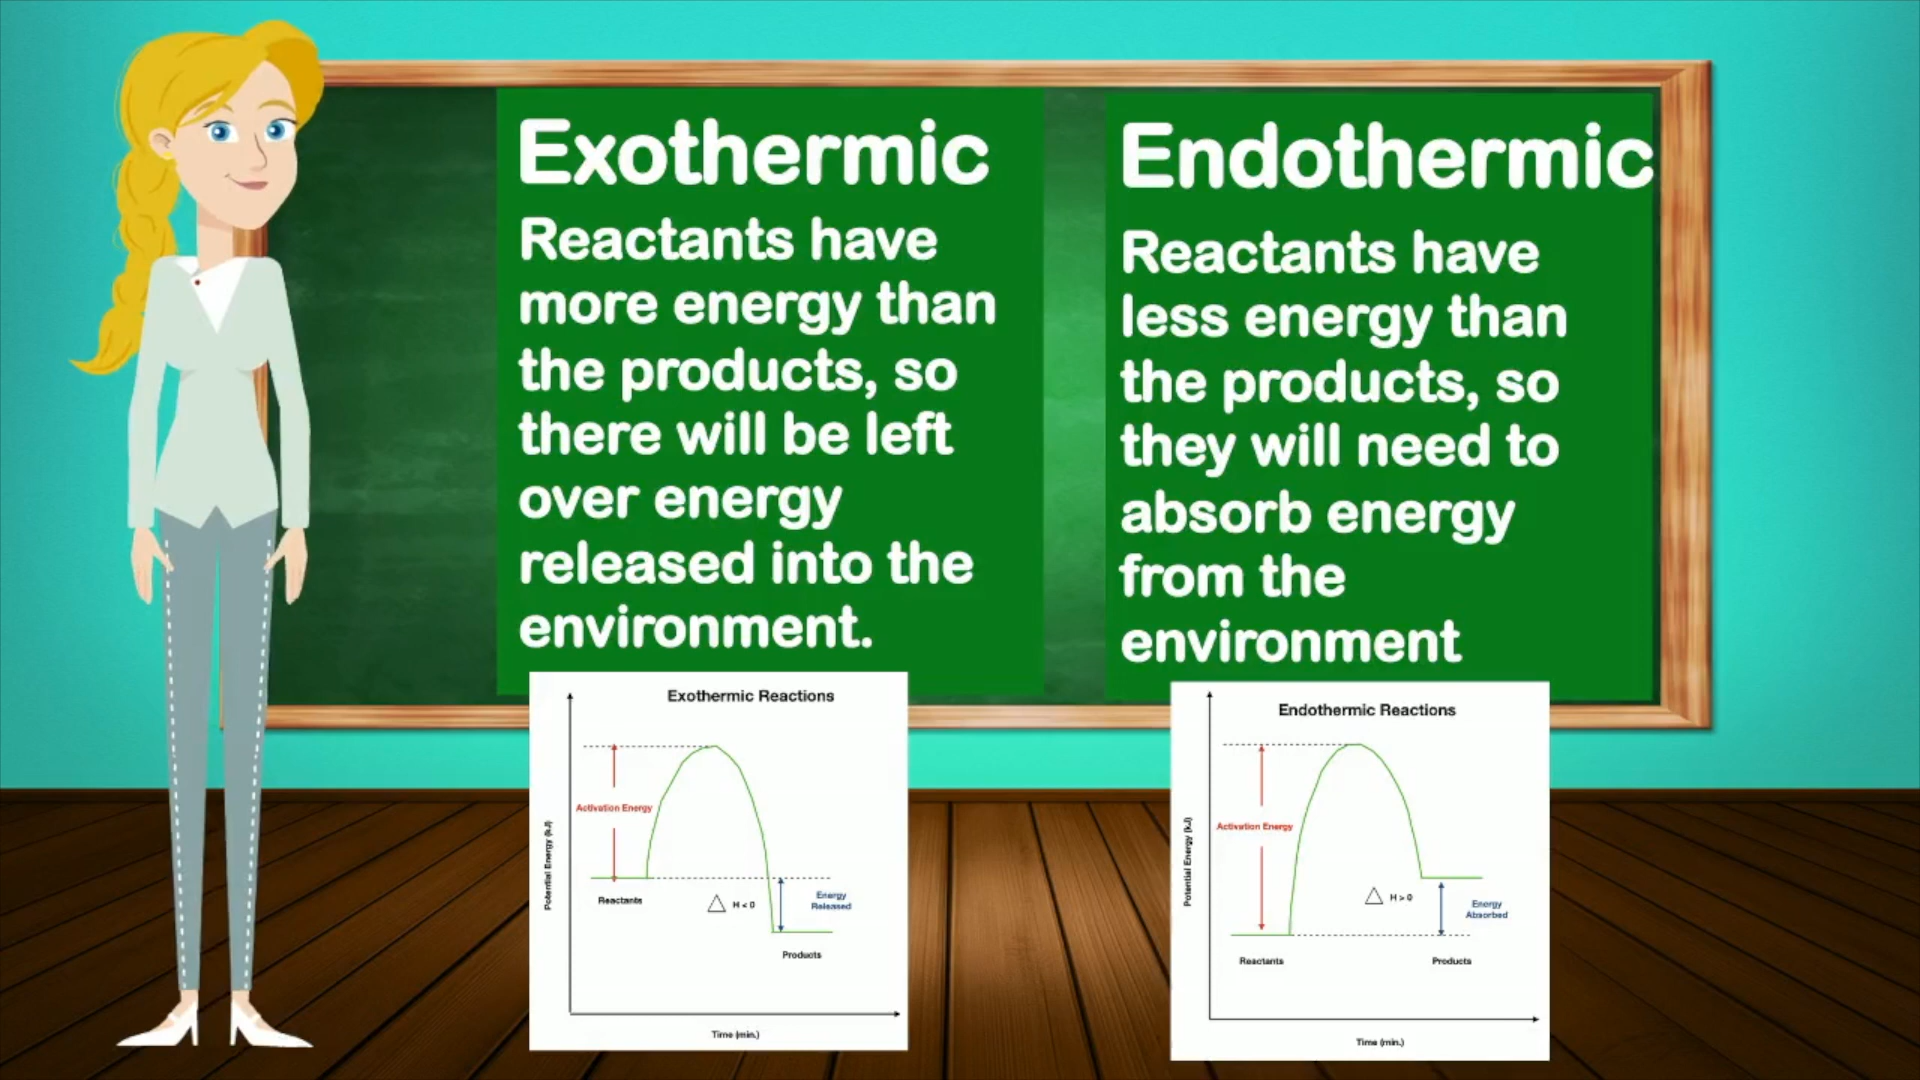 Exothermic
Reactants have
more energy than
the products, so
there will be left
over energy
released into the
environment.
Endothermic
Reactants have
less energy than
the products, so
they will need to
absorb energy
from the
environment
Exothermic Reactions
Potential Energy (kJ)
Activation Energy
Reactants
△ H < 0
Energy
Released
Products
Time (min.)
Endothermic Reactions
Potential Energy (kJ)
Activation Energy
△ H > 0
Energy
Absorbed
Reactants
Products
Time (min.)